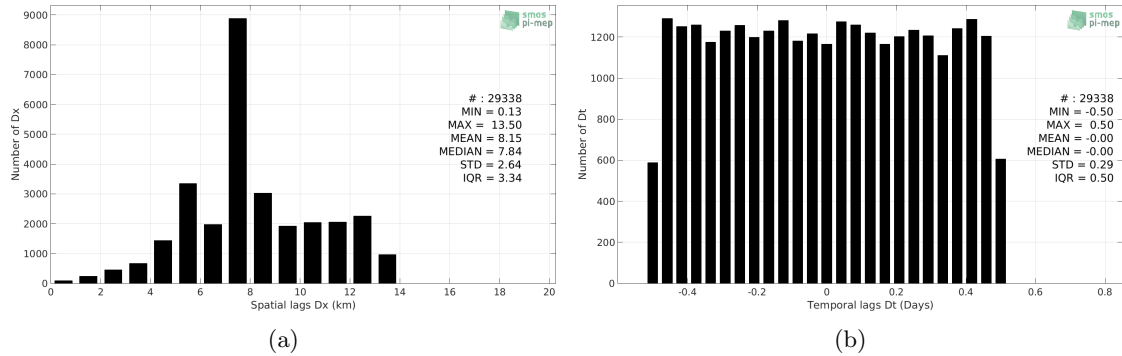 smos
pi-mep
9000
8000
7000
6000
5000
4000
3000
2000
1000
0
Number of Dx
# : 29338
MIN = 0.13
MAX = 13.50
MEAN = 8.15
MEDIAN = 7.84
STD = 2.64
IQR = 3.34
0 2 4 6 8 10 12 14 16 18 20
Spatial lags Dx (km)
(a)
smos
pi-mep
1200
1000
800
600
400
200
0
Number of Dt
# : 29338
MIN = -0.50
MAX = 0.50
MEAN = -0.00
MEDIAN = -0.00
STD = 0.29
IQR = 0.50
-0.4 -0.2 0 0.2 0.4 0.6 0.8
Temporal lags Dt (Days)
(b)